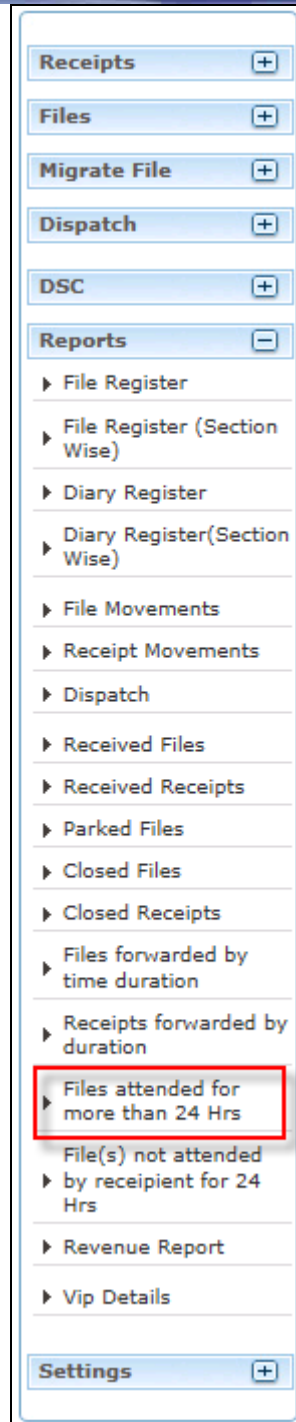 Receipts
Files
Migrate File
Dispatch
DSC
Reports
File Register
File Register (Section
Wise)
Diary Register
Diary Register(Section
Wise)
File Movements
Receipt Movements
Dispatch
Received Files
Received Receipts
Parked Files
Closed Files
Closed Receipts
Files forwarded by
time duration
Receipts forwarded by
duration
Files attended for
more than 24 Hrs
File(s) not attended
by receipient for 24
Hrs
Revenue Report
Vip Details
Settings